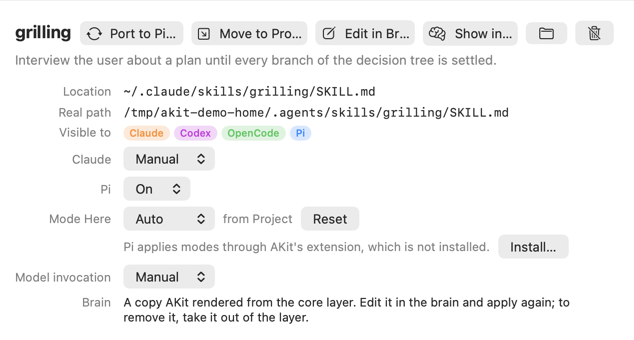 grilling Port to Pi... Move to Pro... Edit in Br... Show in...
Interview the user about a plan until every branch of the decision tree is settled.
Location ~/.claude/skills/grilling/SKILL.md
Real path /tmp/akit-demo-home/.agents/skills/grilling/SKILL.md
Visible to Claude Codex OpenCode Pi
Claude Manual
Pi On
Mode Here Auto from Project Reset
Pi applies modes through AKit's extension, which is not installed. Install...
Model invocation Manual
Brain A copy AKit rendered from the core layer. Edit it in the brain and apply again; to
remove it, take it out of the layer.